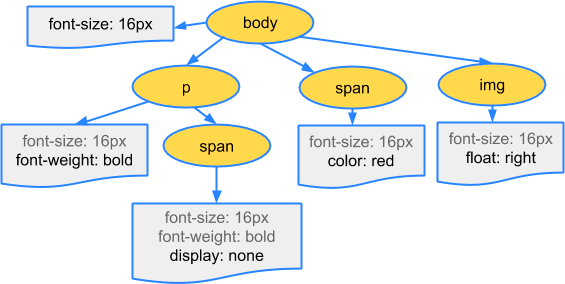 font-size: 16px
body
p
span
img
font-size: 16px
font-weight: bold
span
font-size: 16px
color: red
font-size: 16px
float: right
font-size: 16px
font-weight: bold
display: none